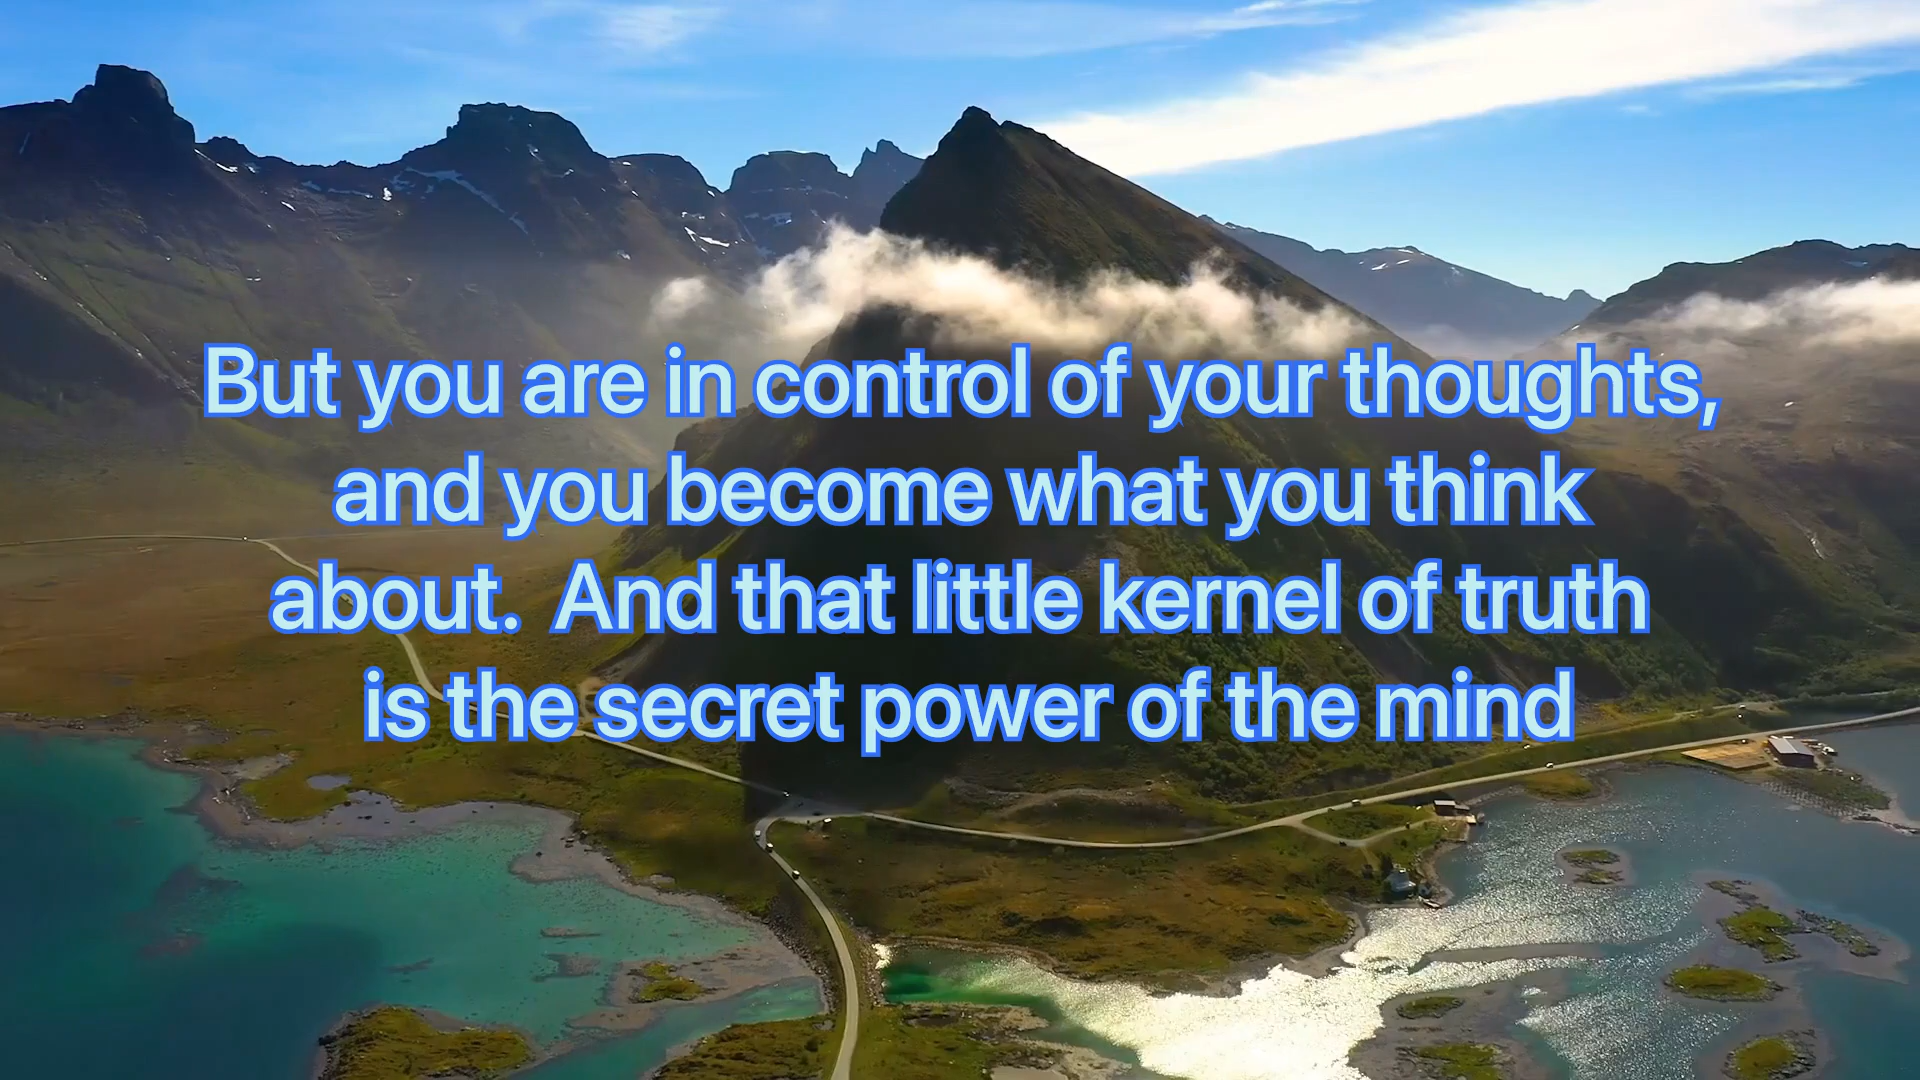 But you are in control of your thoughts,
and you become what you think
about. And that little kernel of truth
is the secret power of the mind